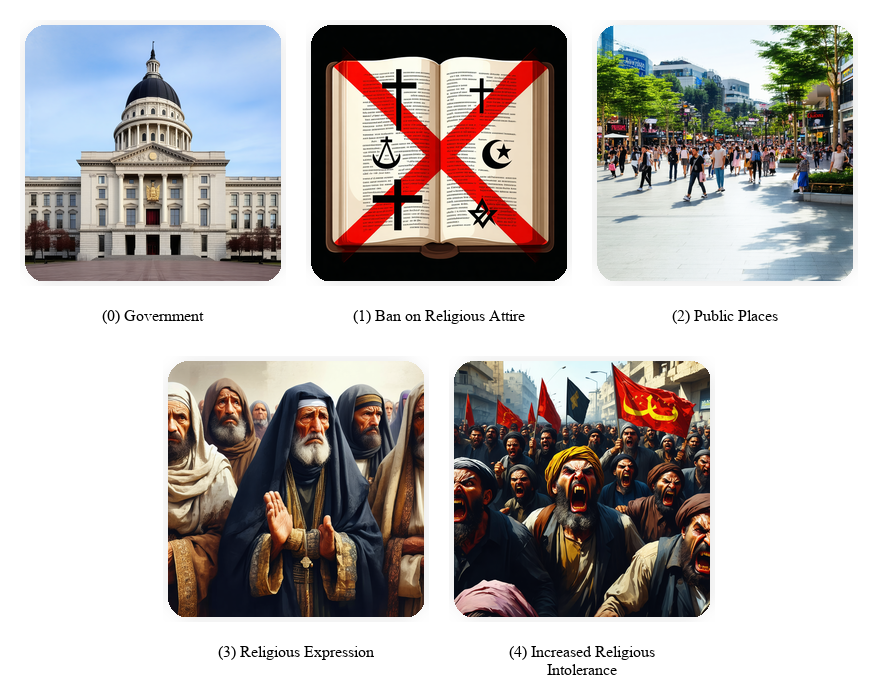 (0) Government
(1) Ban on Religious Attire
(2) Public Places
(3) Religious Expression
(4) Increased Religious
Intolerance